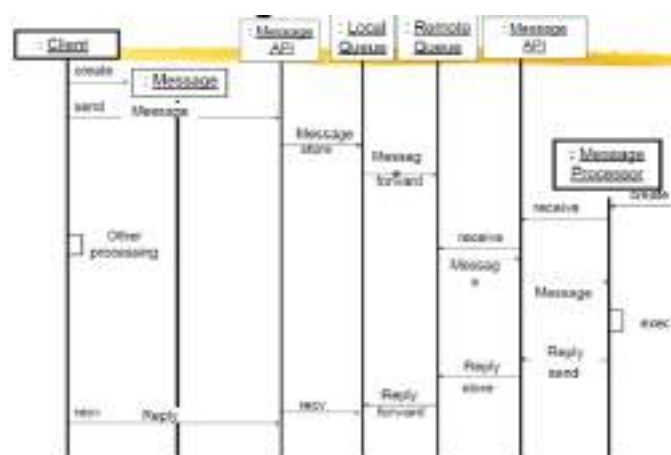 : Client
: Message
API
: Local
Queue
: Remote
Queue
: Message
API
create
: Message
send
Message
Message
store
Messag
e
forward
: Message
Processor
create
receive
Other
processing
receive
Messag
e
Message
exec
Reply
send
Reply
store
Reply
forward
recv
Reply
recv